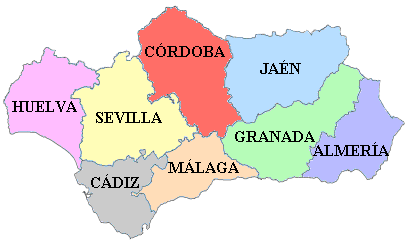 CÓRDOBA
JAÉN
HUELVA
SEVILLA
GRANADA
ALMERÍA
MÁLAGA
CÁDIZ